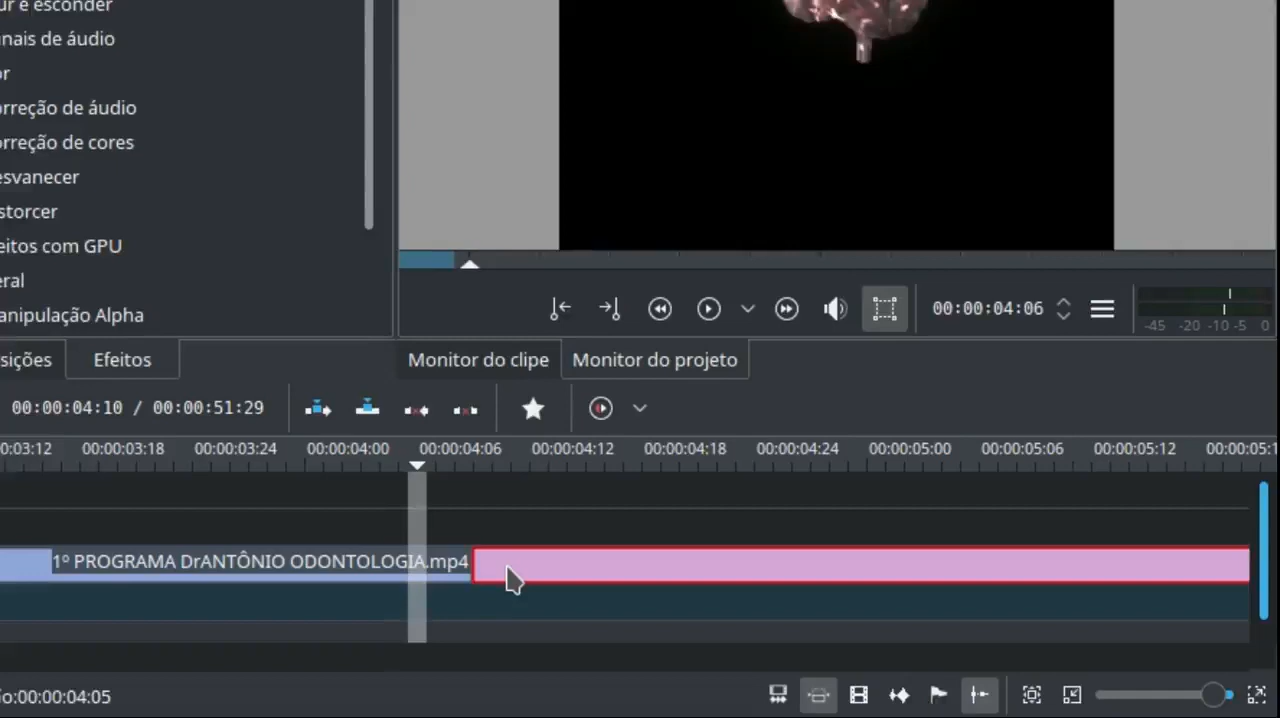 ur e esconder
nais de áudio
or
orreção de áudio
orreção de cores
esvanecer
storcer
eitos com GPU
eral
anipulação Alpha
00:00:04:06
-45 -20 -10 -5 0
sições
Efeitos
Monitor do clipe
Monitor do projeto
00:00:04:10 / 00:00:51:29
0:03:12 00:00:03:18 00:00:03:24 00:00:04:00 00:00:04:06 00:00:04:12 00:00:04:18 00:00:04:24 00:00:05:00 00:00:05:06 00:00:05:12 00:00:05:1
1º PROGRAMA DrANTÔNIO ODONTOLOGIA.mp4
o:00:00:04:05